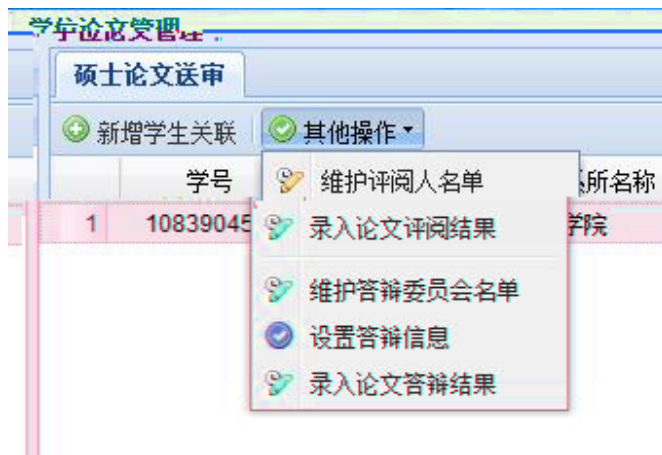 学位论文管理
硕士论文送审
新增学生关联 其他操作
学号 所名称
维护评阅人名单
1 10839045 学院
录入论文评阅结果
维护答辩委员会名单
设置答辩信息
录入论文答辩结果